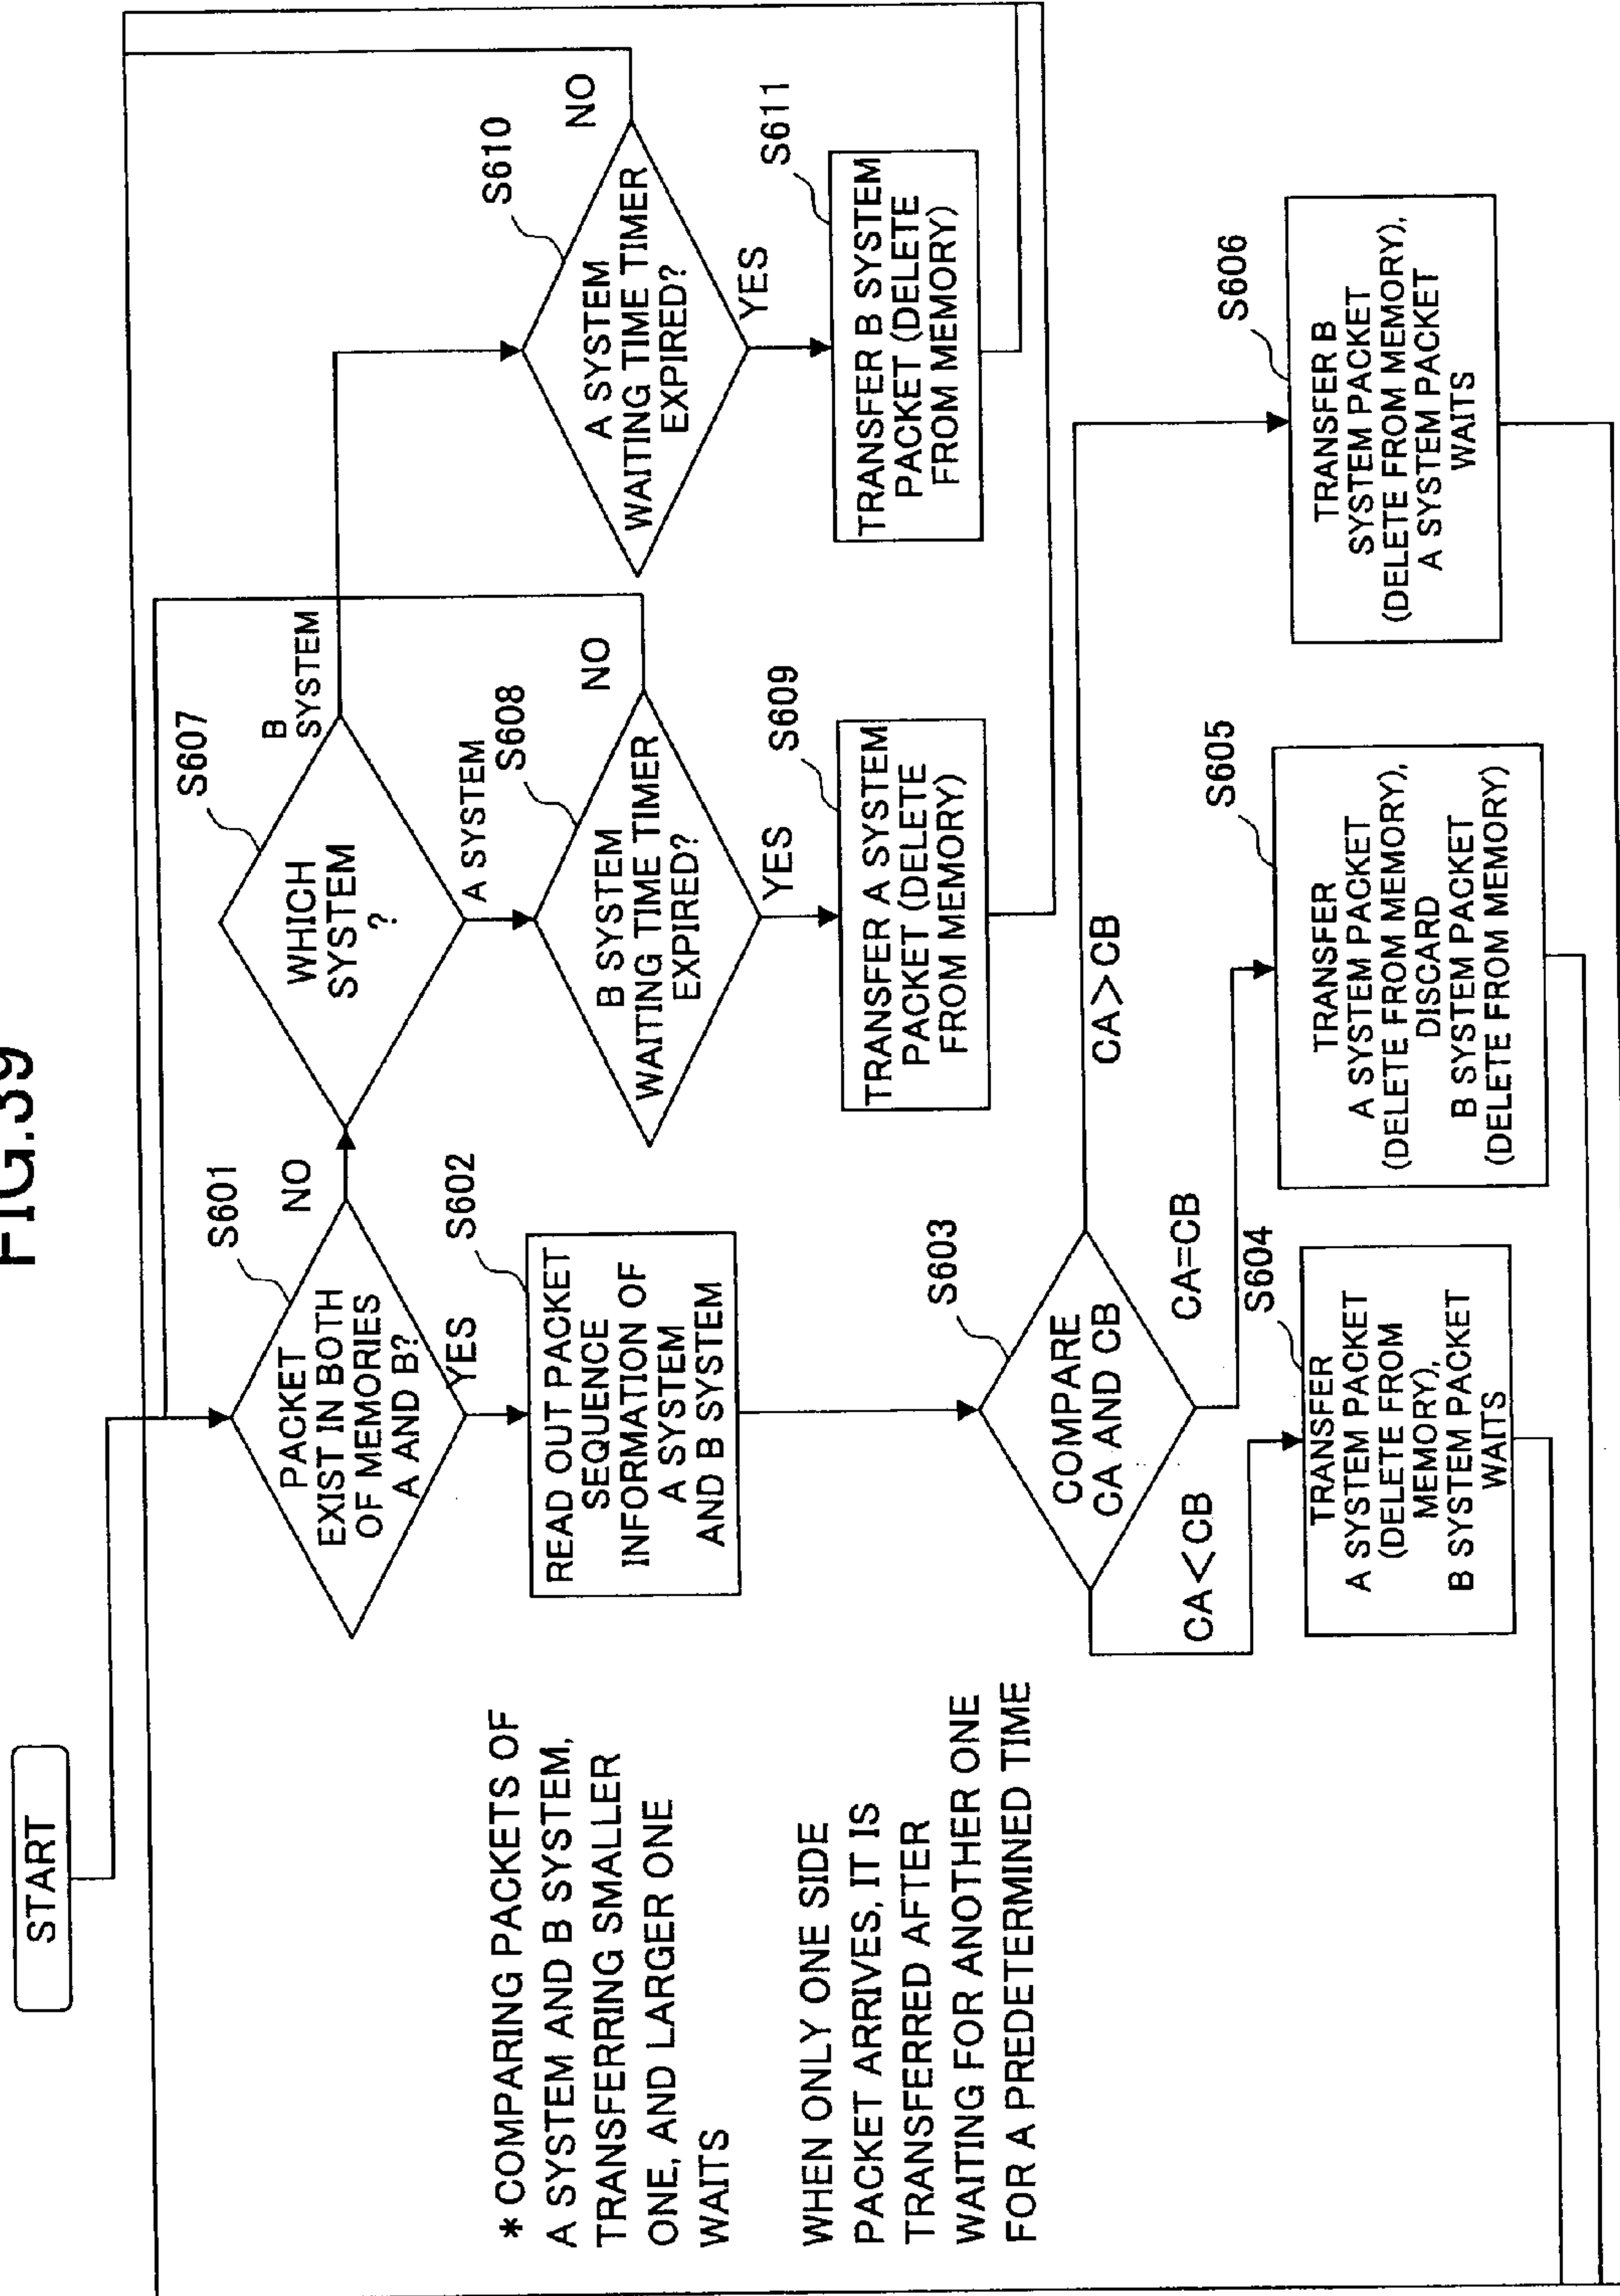 FIG.39
START
S601
PACKET
EXIST IN BOTH
OF MEMORIES
A AND B?
NO
YES
S607
WHICH
SYSTEM
?
B
SYSTEM
A SYSTEM
S602
READ OUT PACKET
SEQUENCE
INFORMATION OF
A SYSTEM
AND B SYSTEM
S608
B SYSTEM
WAITING TIME TIMER
EXPIRED?
NO
YES
S610
A SYSTEM
WAITING TIME TIMER
EXPIRED?
NO
YES
S609
TRANSFER A SYSTEM
PACKET (DELETE
FROM MEMORY)
S611
TRANSFER B SYSTEM
PACKET (DELETE
FROM MEMORY)
* COMPARING PACKETS OF
A SYSTEM AND B SYSTEM,
TRANSFERRING SMALLER
ONE, AND LARGER ONE
WAITS
WHEN ONLY ONE SIDE
PACKET ARRIVES, IT IS
TRANSFERRED AFTER
WAITING FOR ANOTHER ONE
FOR A PREDETERMINED TIME
S603
COMPARE
CA AND CB
CA<CB
CA=CB
CA>CB
S604
TRANSFER
A SYSTEM PACKET
(DELETE FROM
MEMORY),
B SYSTEM PACKET
WAITS
S605
TRANSFER
A SYSTEM PACKET
(DELETE FROM MEMORY),
DISCARD
B SYSTEM PACKET
(DELETE FROM MEMORY)
S606
TRANSFER B
SYSTEM PACKET
(DELETE FROM MEMORY),
A SYSTEM PACKET
WAITS